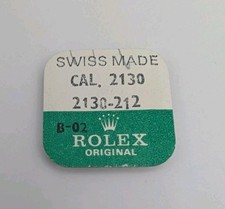 SWISS MADE
CAL. 2130
2130-212
B-02
ROLEX
ORIGINAL